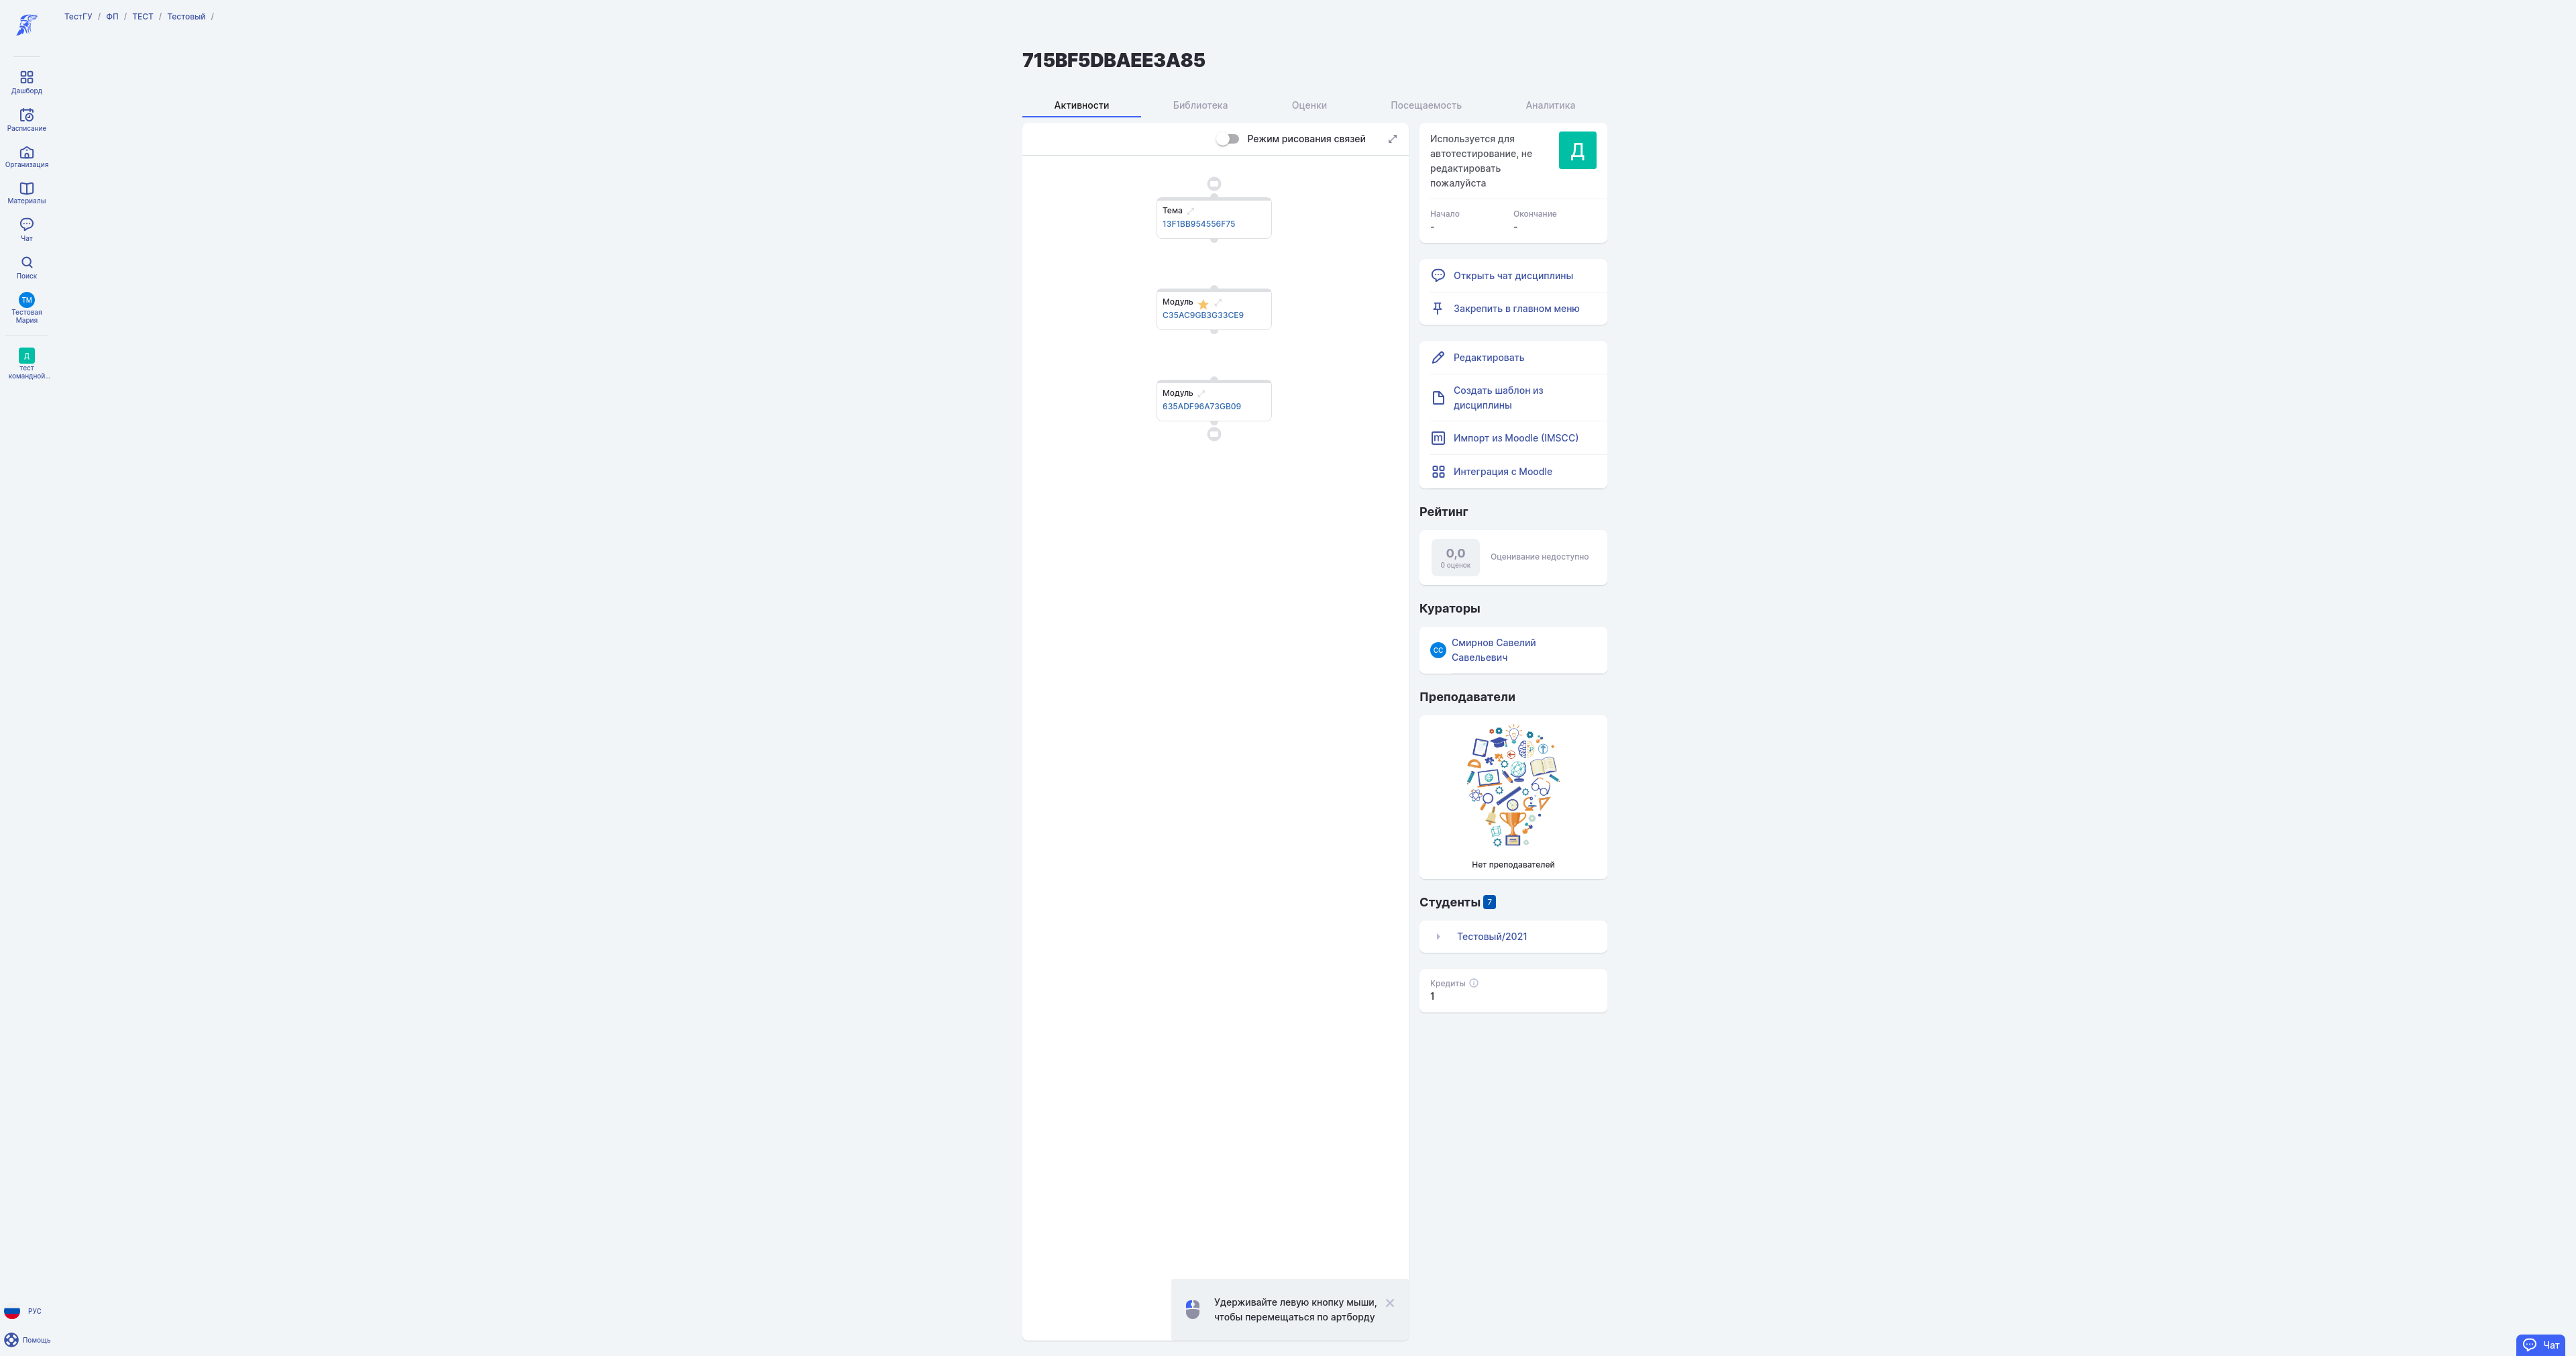 ТестГУ / ФП / ТЕСТ / Тестовый /
Дашборд
Расписание
Организация
Материалы
Чат
Поиск
ТМ
Тестовая
Мария
Д
тест
командной...
РУС
Помощь
715BF5DBAEE3A85
Активности
Библиотека
Оценки
Посещаемость
Аналитика
Режим рисования связей
Тема
13F1BB954556F75
Модуль
C35AC9GB3G33CE9
Модуль
635ADF96A73GB09
Удерживайте левую кнопку мыши,
чтобы перемещаться по артборду
Используется для
автотестирование, не
редактировать
пожалуйста
Д
Начало
-
Окончание
-
Открыть чат дисциплины
Закрепить в главном меню
Редактировать
Создать шаблон из
дисциплины
Импорт из Moodle (IMSCC)
Интеграция с Moodle
Рейтинг
0,0
0 оценок
Оценивание недоступно
Кураторы
СС
Смирнов Савелий
Савельевич
Преподаватели
Нет преподавателей
Студенты 7
Тестовый/2021
Кредиты
1
Чат